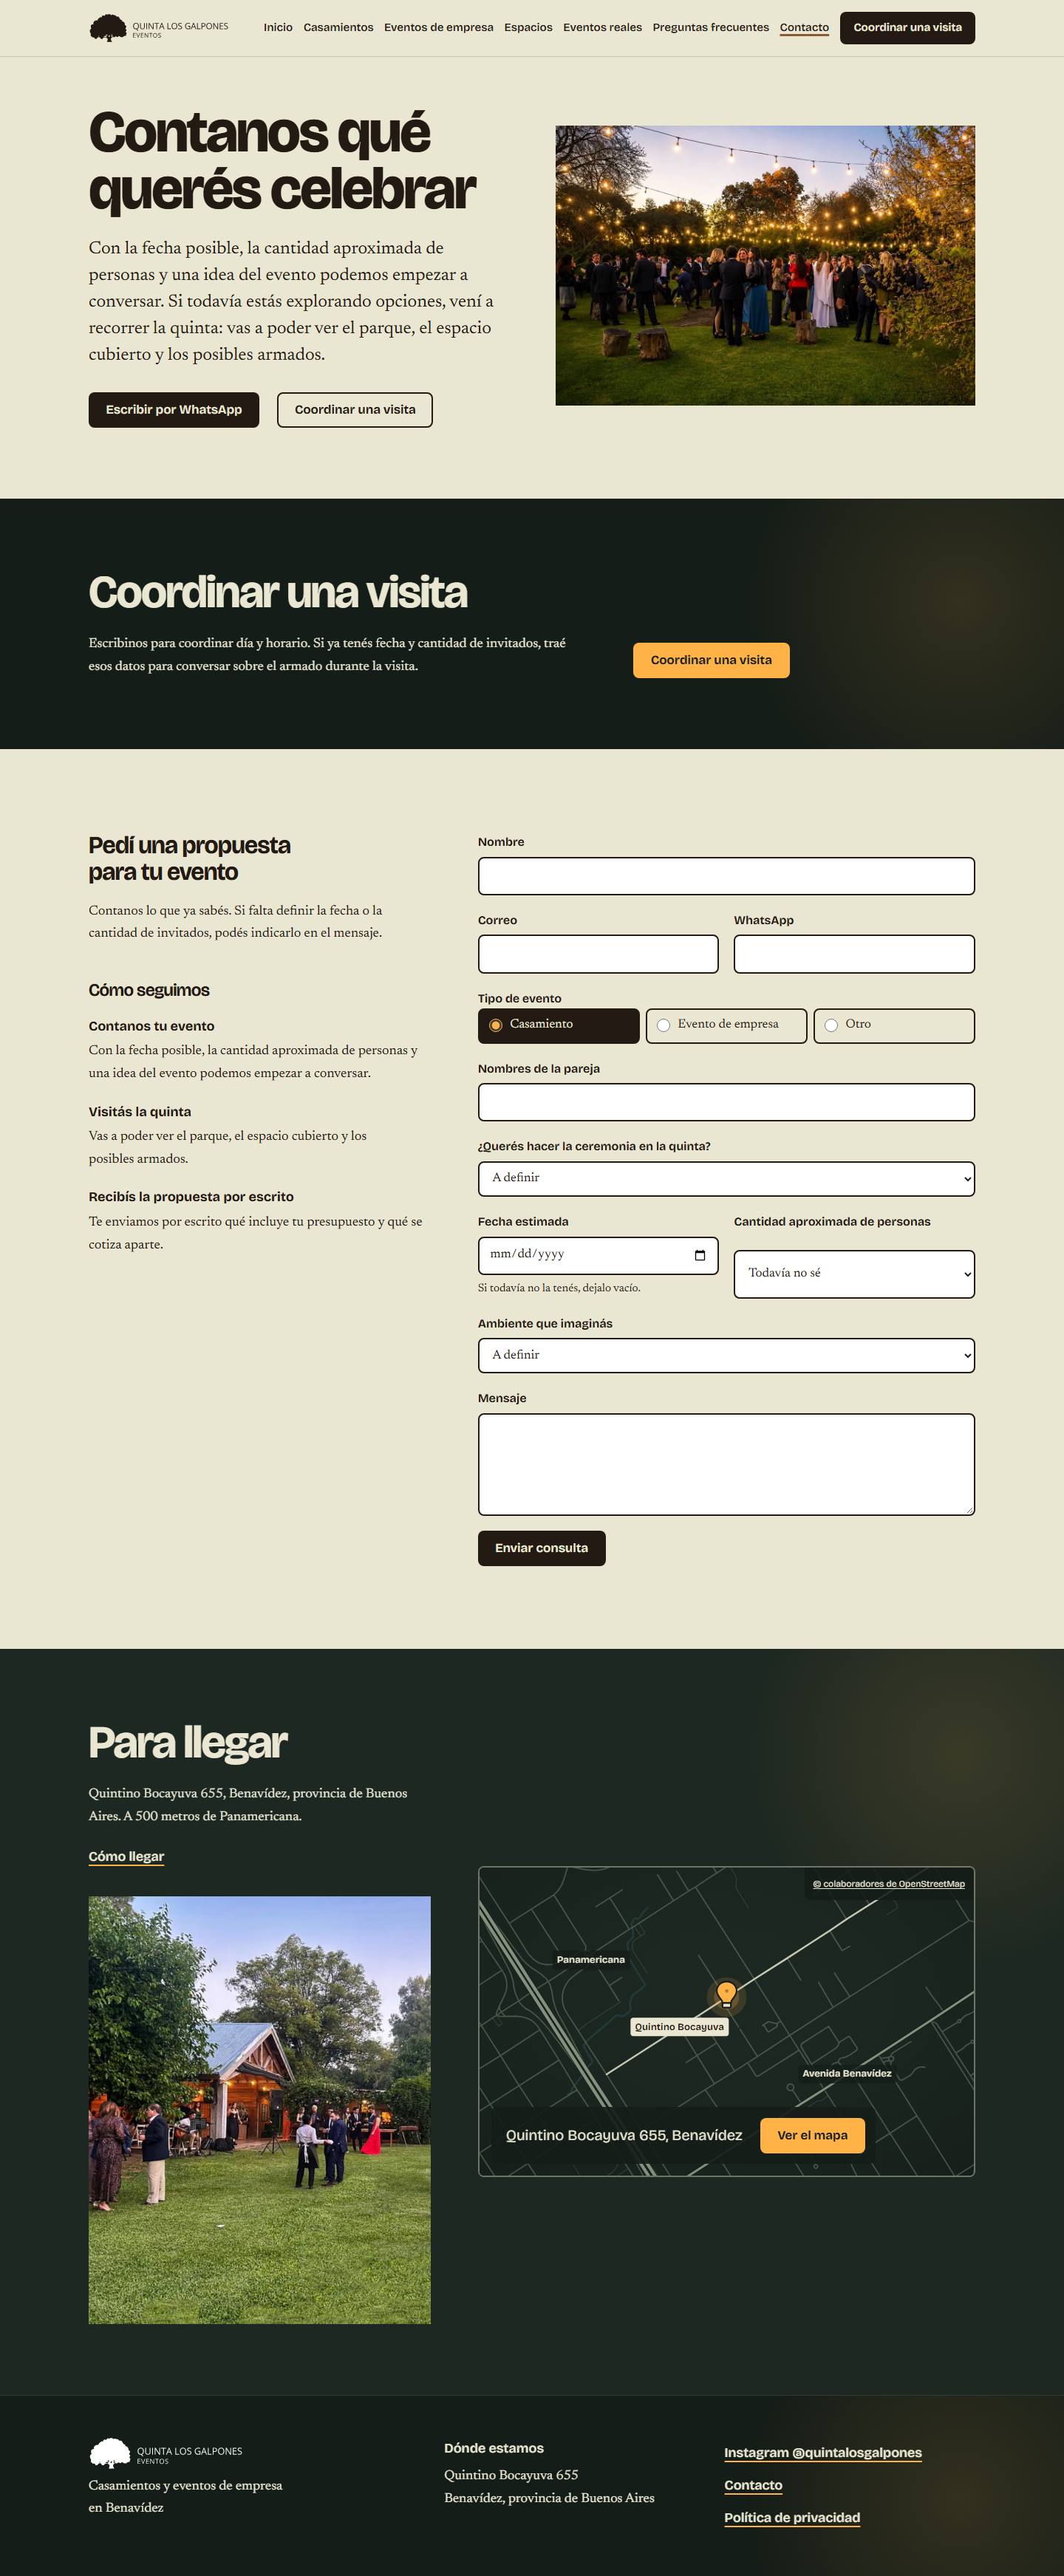 QUINTA LOS GALPONES
EVENTOS
Inicio
Casamientos
Eventos de empresa
Espacios
Eventos reales
Preguntas frecuentes
Contacto
Coordinar una visita
Contanos qué
querés celebrar
Con la fecha posible, la cantidad aproximada de
personas y una idea del evento podemos empezar a
conversar. Si todavía estás explorando opciones, vení a
recorrer la quinta: vas a poder ver el parque, el espacio
cubierto y los posibles armados.
Escribir por WhatsApp
Coordinar una visita
Coordinar una visita
Escribinos para coordinar día y horario. Si ya tenés fecha y cantidad de invitados, traé
esos datos para conversar sobre el armado durante la visita.
Coordinar una visita
Pedí una propuesta
para tu evento
Contanos lo que ya sabés. Si falta definir la fecha o la
cantidad de invitados, podés indicarlo en el mensaje.
Cómo seguimos
Contanos tu evento
Con la fecha posible, la cantidad aproximada de personas y
una idea del evento podemos empezar a conversar.
Visitás la quinta
Vas a poder ver el parque, el espacio cubierto y los
posibles armados.
Recibís la propuesta por escrito
Te enviamos por escrito qué incluye tu presupuesto y qué se
cotiza aparte.
Nombre
Correo
WhatsApp
Tipo de evento
Casamiento
Evento de empresa
Otro
Nombres de la pareja
¿Querés hacer la ceremonia en la quinta?
A definir
Fecha estimada
Cantidad aproximada de personas
mm/dd/yyyy
Todavía no sé
Si todavía no la tenés, dejalo vacío.
Ambiente que imaginás
A definir
Mensaje
Enviar consulta
Para llegar
Quintino Bocayuva 655, Benavídez, provincia de Buenos
Aires. A 500 metros de Panamericana.
Cómo llegar
© colaboradores de OpenStreetMap
Panamericana
Quintino Bocayuva
Avenida Benavídez
Quintino Bocayuva 655, Benavídez
Ver el mapa
QUINTA LOS GALPONES
EVENTOS
Casamientos y eventos de empresa
en Benavídez
Dónde estamos
Quintino Bocayuva 655
Benavídez, provincia de Buenos Aires
Instagram @quintalosgalpones
Contacto
Política de privacidad